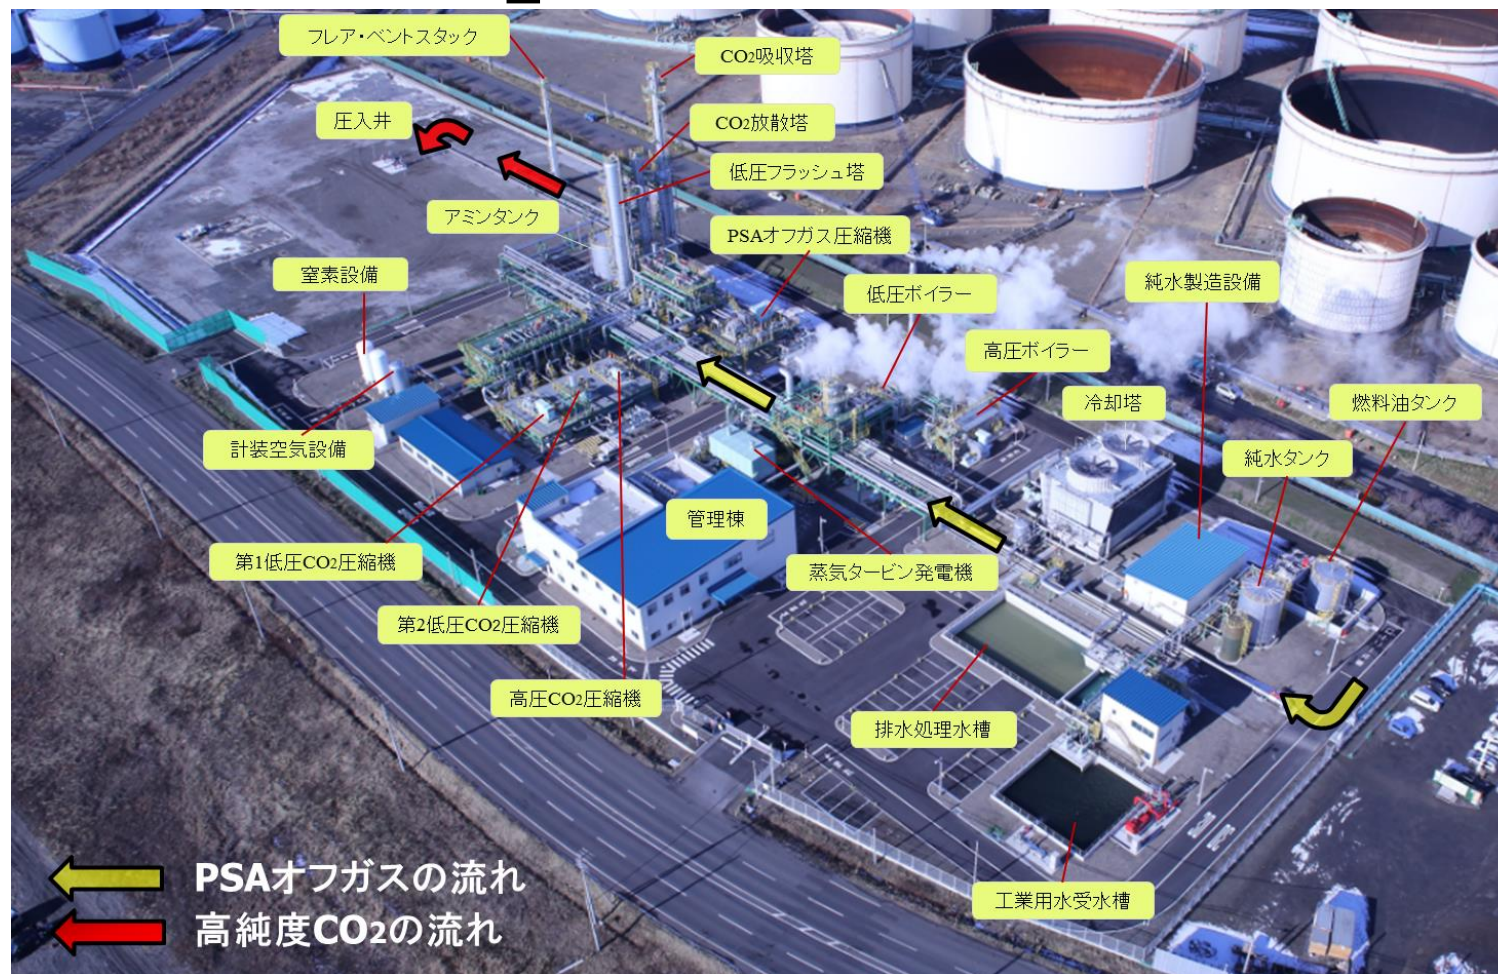 フレア・ベントスタック
CO2吸収塔
圧入井
CO2放散塔
低圧フラッシュ塔
アミンタンク
PSAオフガス圧縮機
窒素設備
低圧ボイラー
純水製造設備
高圧ボイラー
冷却塔
燃料油タンク
計装空気設備
純水タンク
管理棟
第1低圧CO2圧縮機
蒸気タービン発電機
第2低圧CO2圧縮機
高圧CO2圧縮機
排水処理水槽
工業用水受水槽
PSAオフガスの流れ
高純度CO2の流れ